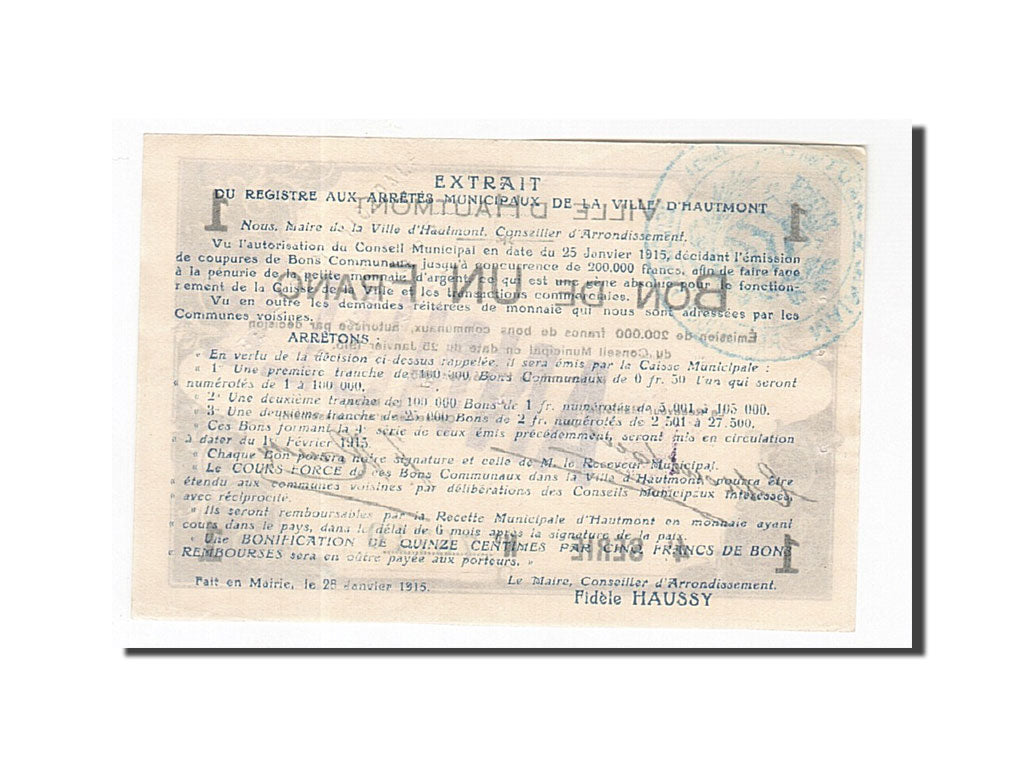 EXTRAIT
DU REGISTRE AUX ARRÊTÉS MUNICIPAUX DE LA VILLE D'HAUTMONT
Nous, Maire de la Ville d'Hautmont, Conseiller d'Arrondissement,
Vu l'autorisation du Conseil Municipal en date du 25 Janvier 1915, décidant l'émission
de coupures de Bons Communaux jusqu'à concurrence de 200.000 francs, afin de faire face
à la pénurie de la petite monnaie d'argent ce qui est une gêne absolue pour le fonction-
nement de la Caisse de la Ville et les transactions commerciales.
Vu en outre les demandes réitérées de monnaie qui nous sont adressées par les
Communes voisines.
ARRÊTONS :
« En vertu de la décision ci-dessus rappelée, il sera émis par la Caisse Municipale :
« 1° Une première tranche de 100 000 Bons Communaux de 0 fr. 50 l'un qui seront
« numérotés de 1 à 100 000.
« 2° Une deuxième tranche de 100 000 Bons de 1 fr. numérotés de 5.001 à 105 000.
« 3° Une deuxième tranche de 25 000 Bons de 2 fr. numérotés de 2 501 à 27.500.
« Ces Bons formant la 4e série de ceux émis précédemment, seront mis en circulation
« à dater du 1er Février 1915.
« Chaque Bon portera notre signature et celle de M. le Receveur Municipal.
« Le COURS FORCÉ de ces Bons Communaux dans la Ville d'Hautmont pourra être
« étendu aux communes voisines par délibérations des Conseils Municipaux intéressés,
« avec réciprocité.
« Ils seront remboursables par la Recette Municipale d'Hautmont en monnaie ayant
« cours dans le pays, dans le délai de 6 mois après la signature de la paix.
« Une BONIFICATION DE QUINZE CENTIMES PAR CINQ FRANCS DE BONS
« REMBOURSÉS sera en oûtre payée aux porteurs. »
Fait en Mairie, le 28 Janvier 1915.
Le Maire, Conseiller d'Arrondissement.
Fidèle HAUSSY